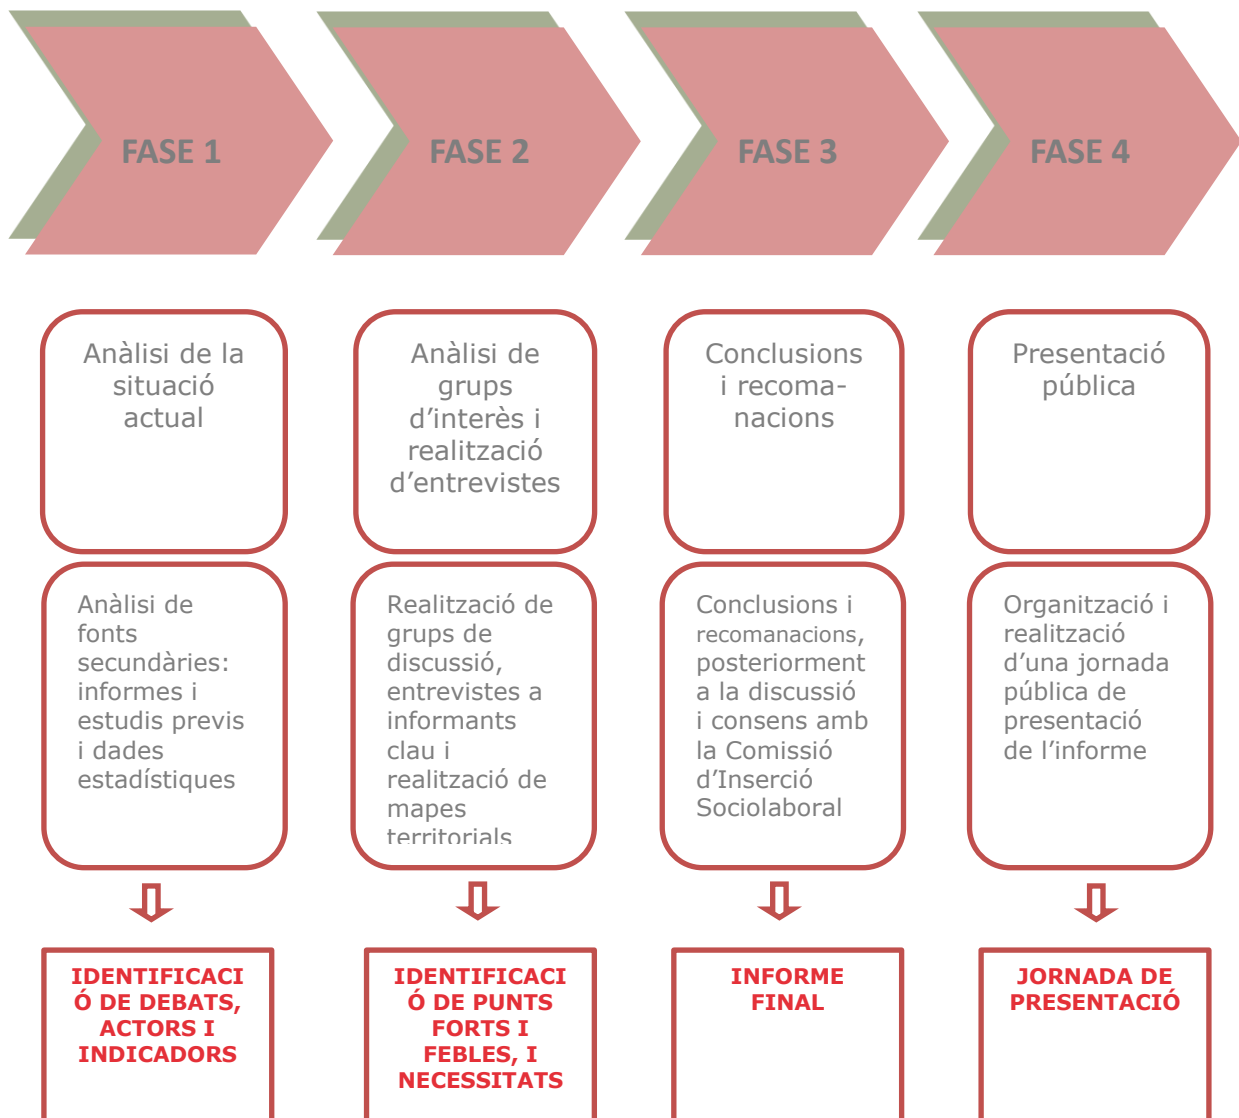 FASE 1
FASE 2
FASE 3
FASE 4
Anàlisi de la
situació
actual
Anàlisi de
grups
d’interès i
realització
d’entrevistes
Conclusions
i recoma-
nacions
Presentació
pública
Anàlisi de
fonts
secundàries:
informes i
estudis previs
i dades
estadístiques
Realització de
grups de
discussió,
entrevistes a
informants
clau i
realització de
mapes
territorials
Conclusions i
recomanacions,
posteriorment
a la discussió
i consens amb
la Comissió
d’Inserció
Sociolaboral
Organització i
realització
d’una jornada
pública de
presentació
de l’informe
IDENTIFICACI
Ó DE DEBATS,
ACTORS I
INDICADORS
IDENTIFICACI
Ó DE PUNTS
FORTS I
FEBLES, I
NECESSITATS
INFORME
FINAL
JORNADA DE
PRESENTACIÓ